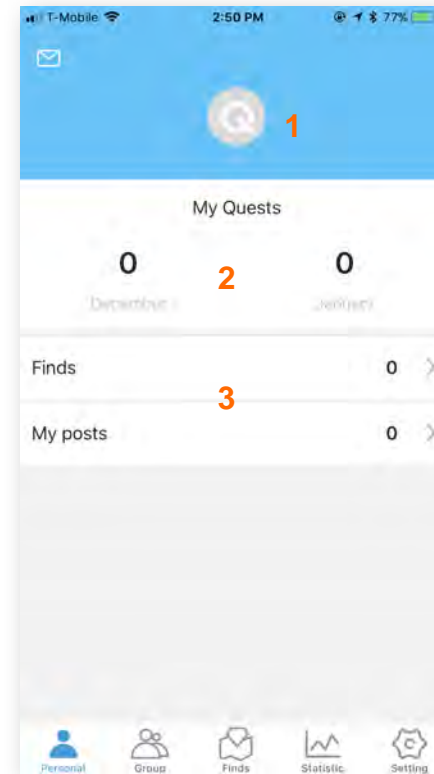 T-Mobile 2:50 PM 77%
1
My Quests
0 0
2
December January
Finds 0
3
My posts 0
Personal Group Finds Statistic Setting